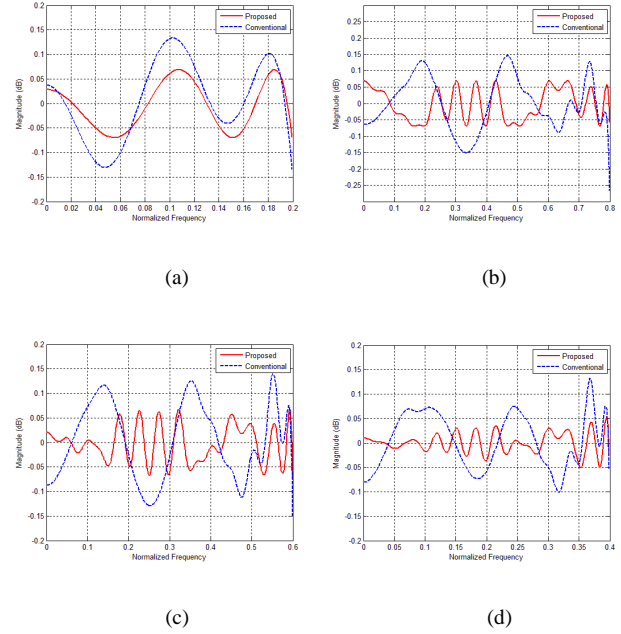 0.2
0.15
0.1
0.05
0
-0.05
-0.1
-0.15
-0.2
Magnitude (dB)
Proposed
Conventional
0 0.02 0.04 0.06 0.08 0.1 0.12 0.14 0.16 0.18 0.2
Normalized Frequency
(a)
0.25
0.2
0.15
0.1
0.05
0
-0.05
-0.1
-0.15
-0.2
-0.25
Magnitude (dB)
Proposed
Conventional
0 0.1 0.2 0.3 0.4 0.5 0.6 0.7 0.8
Normalized Frequency
(b)
0.2
0.15
0.1
0.05
0
-0.05
-0.1
-0.15
-0.2
Magnitude (dB)
Proposed
Conventional
0 0.1 0.2 0.3 0.4 0.5 0.6
Normalized Frequency
(c)
0.2
0.15
0.1
0.05
0
-0.05
-0.1
-0.15
-0.2
Magnitude (dB)
Proposed
Conventional
0 0.05 0.1 0.15 0.2 0.25 0.3 0.35 0.4
Normalized Frequency
(d)